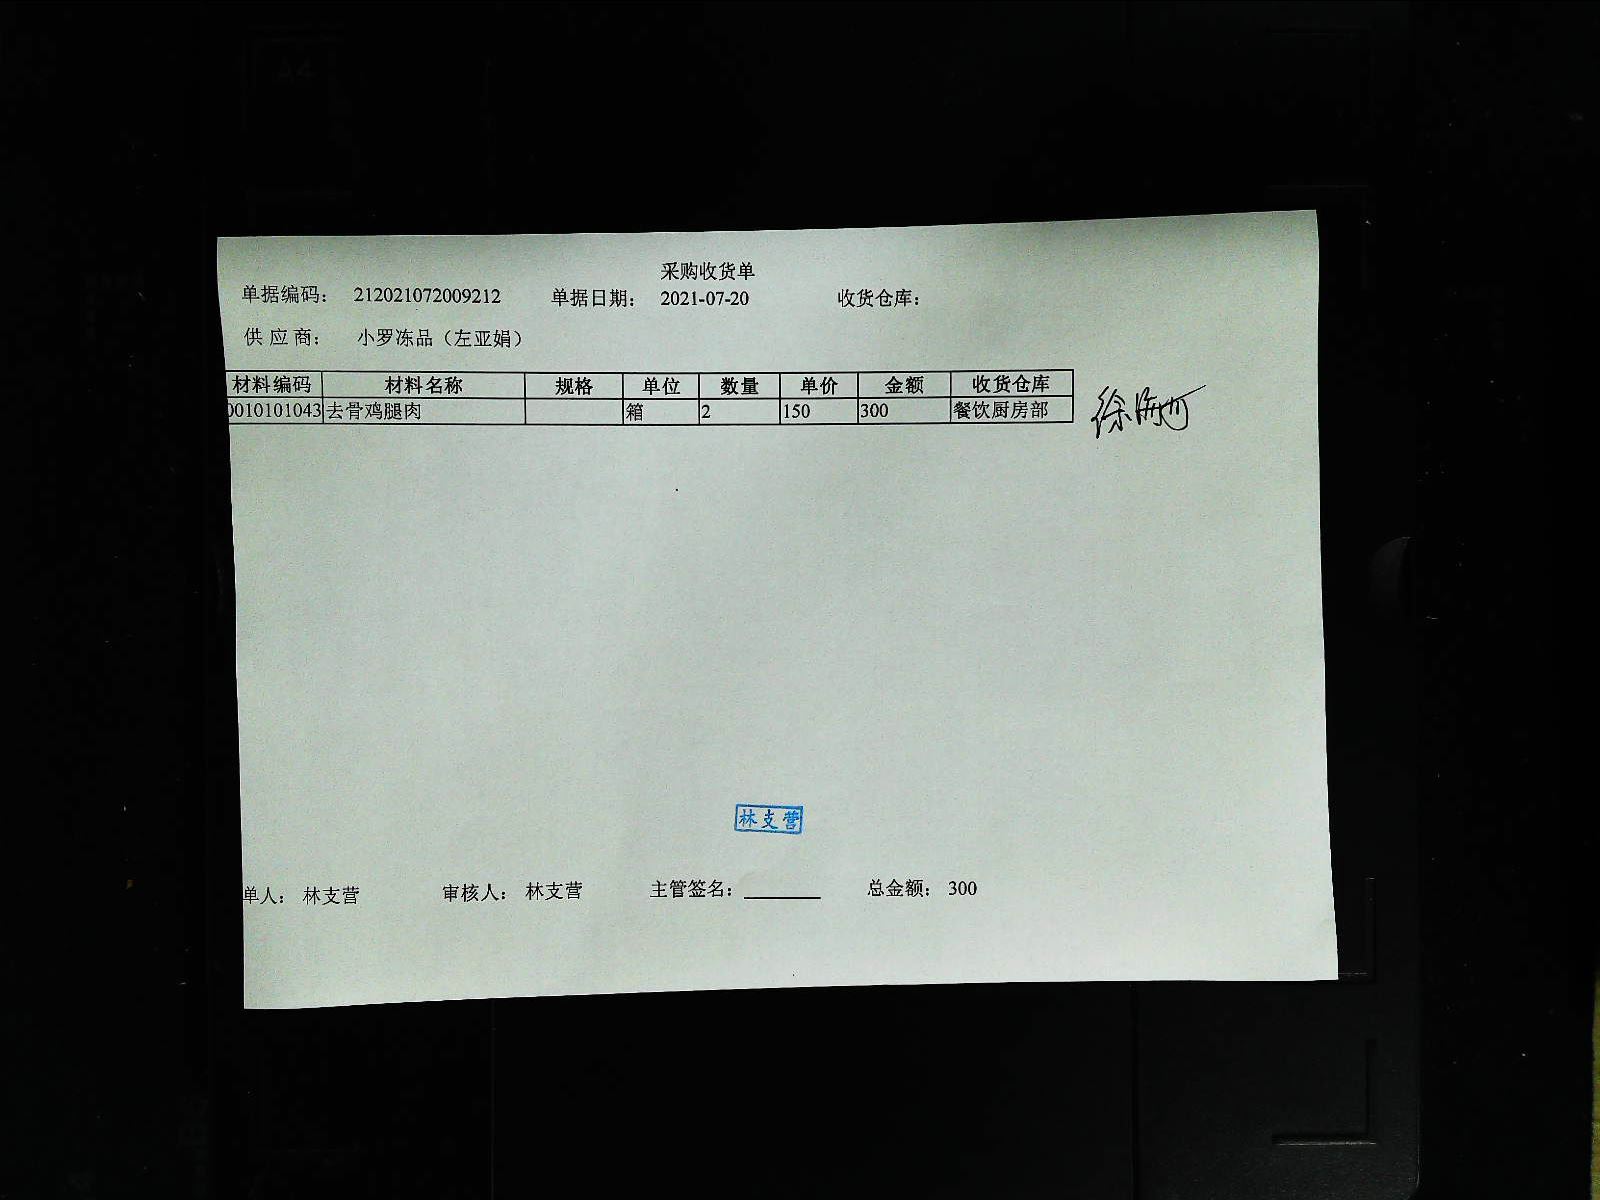 采购收货单
单据编码： 212021072009212 单据日期： 2021-07-20 收货仓库：
供 应 商： 小罗冻品（左亚娟）
材料编码 材料名称 规格 单位 数量 单价 金额 收货仓库
0010101043 去骨鸡腿肉 箱 2 150 300 餐饮厨房部
林支营
单人： 林支营 审核人： 林支营 主管签名： 总金额： 300